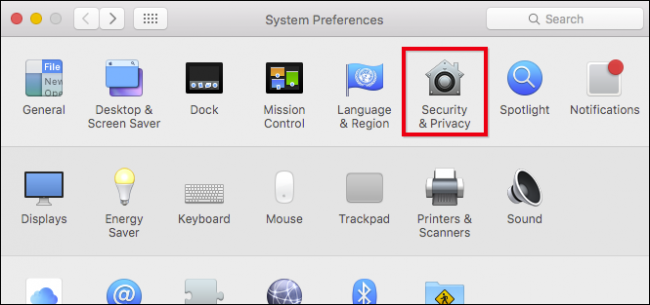 System Preferences
Search
File
New
Ope
General
Desktop &
Screen Saver
Dock
Mission
Control
Language
& Region
Security
& Privacy
Spotlight
Notifications
Displays
Energy
Saver
Keyboard
Mouse
Trackpad
Printers &
Scanners
Sound
@